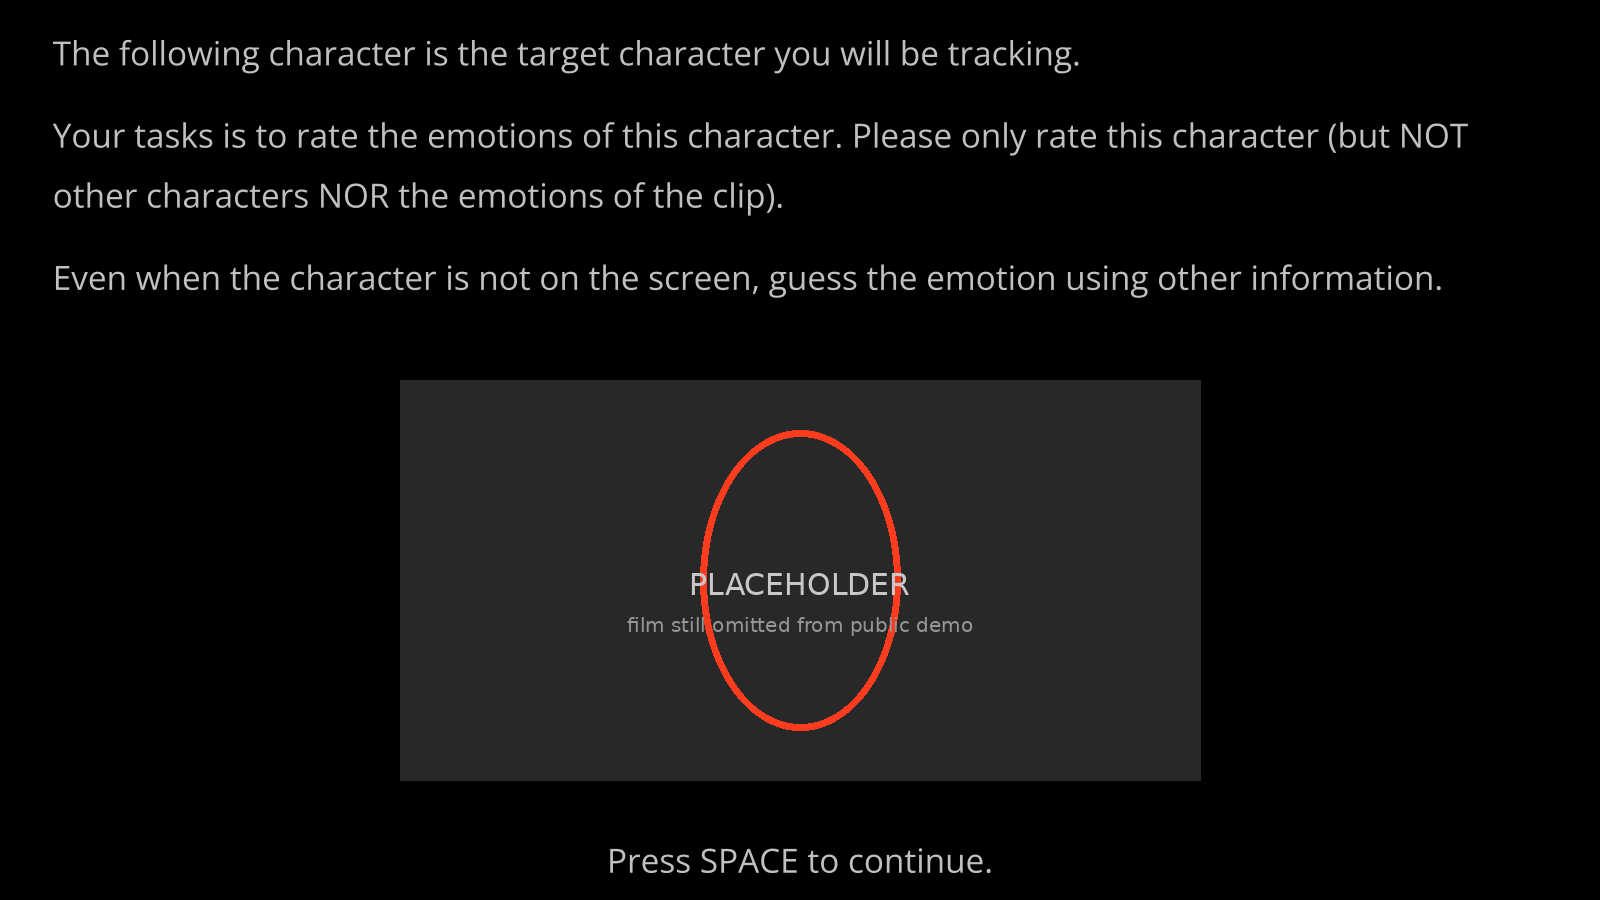 The following character is the target character you will be tracking.
Your tasks is to rate the emotions of this character. Please only rate this character (but NOT
other characters NOR the emotions of the clip).
Even when the character is not on the screen, guess the emotion using other information.
PLACEHOLDER
film still omitted from public demo
Press SPACE to continue.